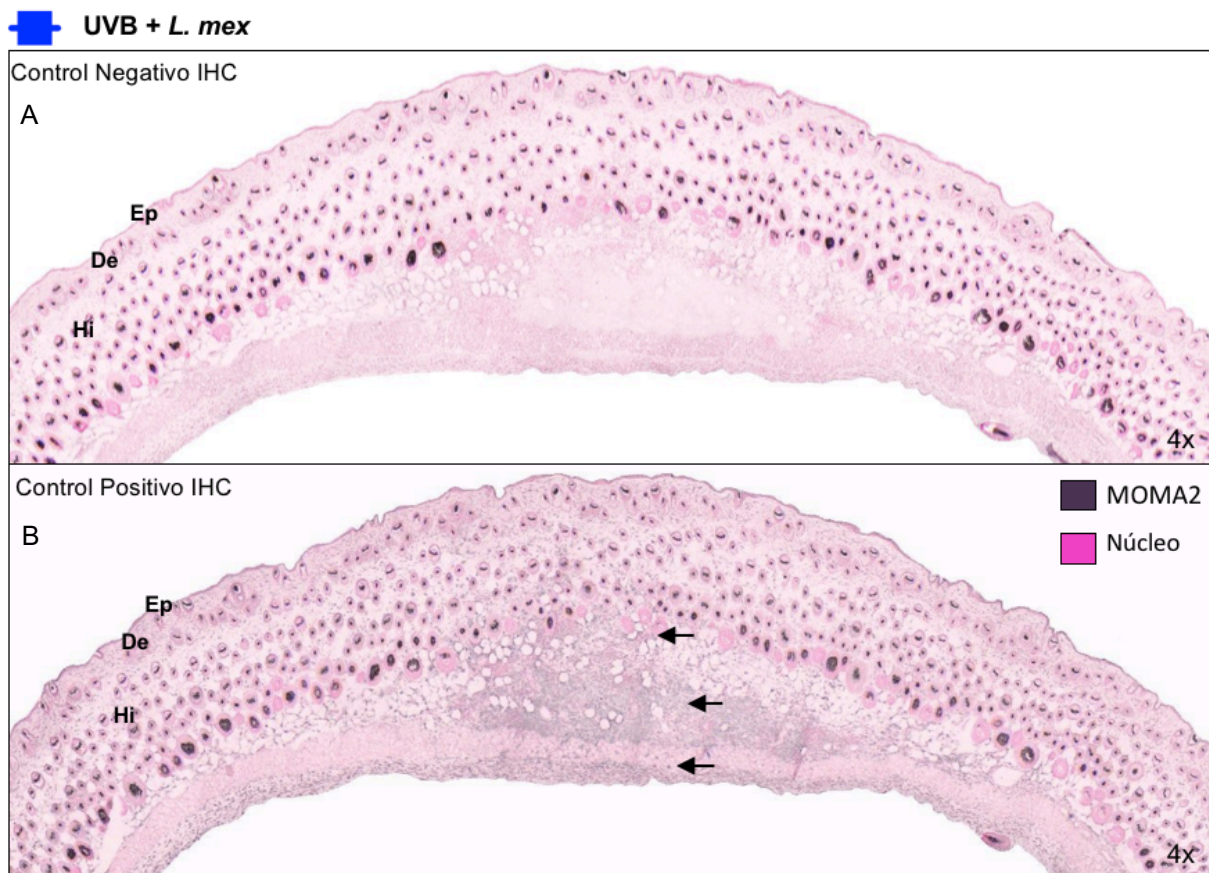 UVB + L. mex
Control Negativo IHC
A
Ep
De
Hi
4x
Control Positivo IHC
B
MOMA2
Núcleo
Ep
De
Hi
4x